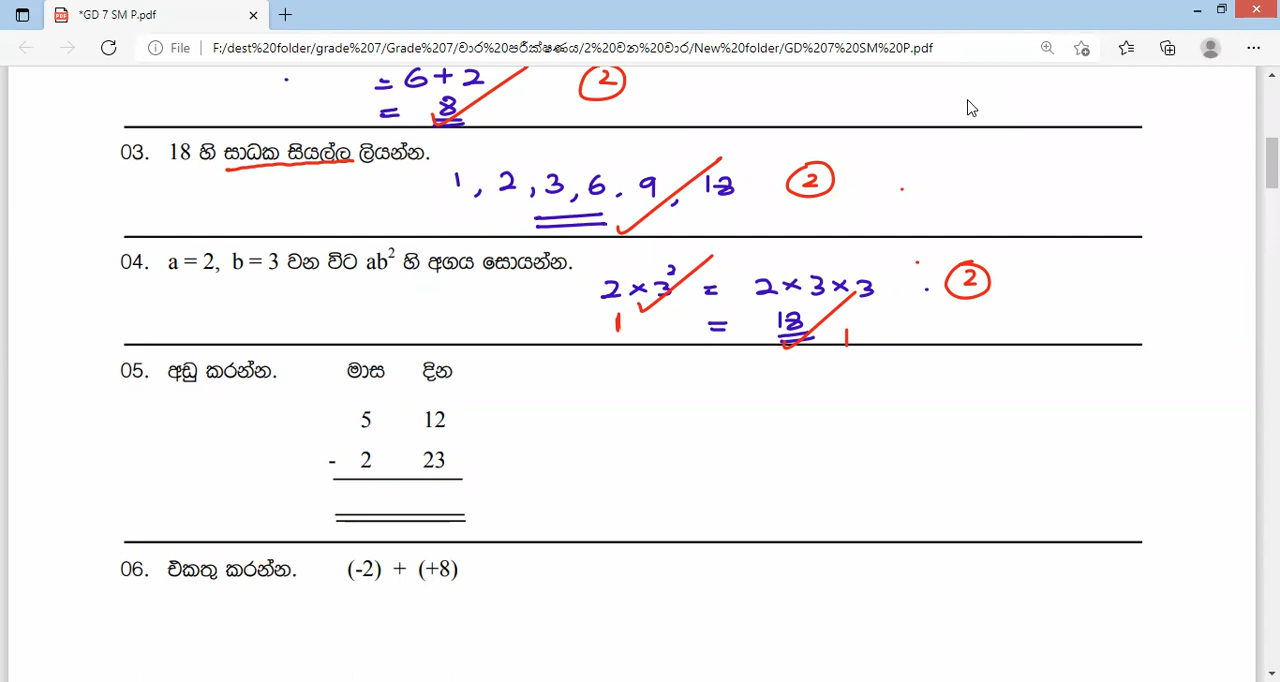 *GD 7 SM P.pdf
File F:/dest%20folder/grade%207/Grade%207/වාර%20පරීක්ෂණය/2%20වන%20වාර/New%20folder/GD%207%20SM%20P.pdf
= 6 + 2 2
= 8
03. 18 හි සාධක සියල්ල ලියන්න.
1, 2, 3, 6, 9, 18 2
04. a = 2, b = 3 වන විට ab² හි අගය සොයන්න.
2 × 3² = 2 × 3 × 3 2
1 = 18 1
05. අඩු කරන්න. මාස දින
5 12
- 2 23
06. එකතු කරන්න. (-2) + (+8)